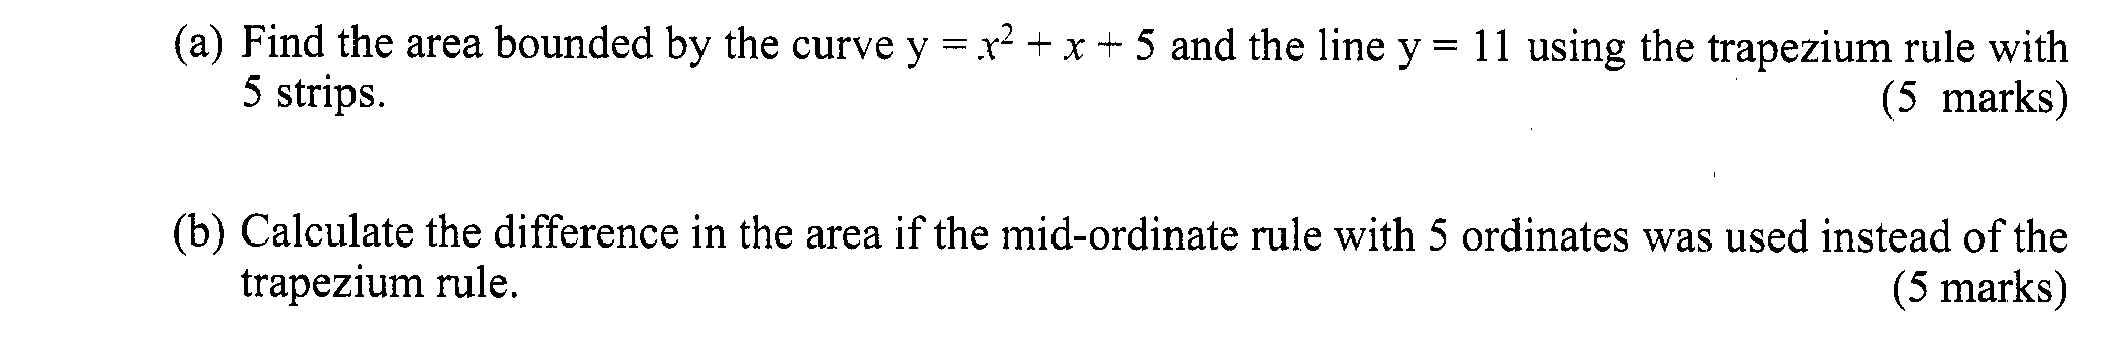 (a) Find the area bounded by the curve y = x² + x + 5 and the line y = 11 using the trapezium rule with
5 strips. (5 marks)
(b) Calculate the difference in the area if the mid-ordinate rule with 5 ordinates was used instead of the
trapezium rule. (5 marks)